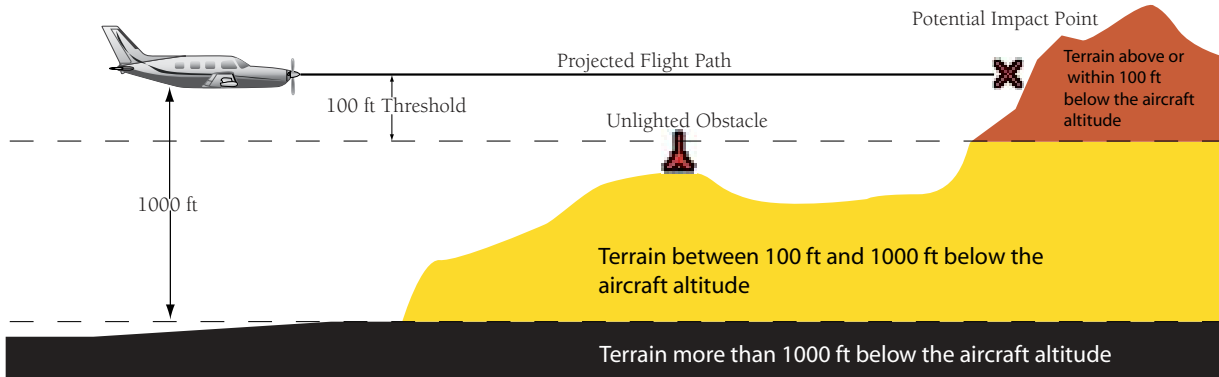 Potential Impact Point
Projected Flight Path
Terrain above or
within 100 ft
below the aircraft
altitude
100 ft Threshold
Unlighted Obstacle
1000 ft
Terrain between 100 ft and 1000 ft below the
aircraft altitude
Terrain more than 1000 ft below the aircraft altitude